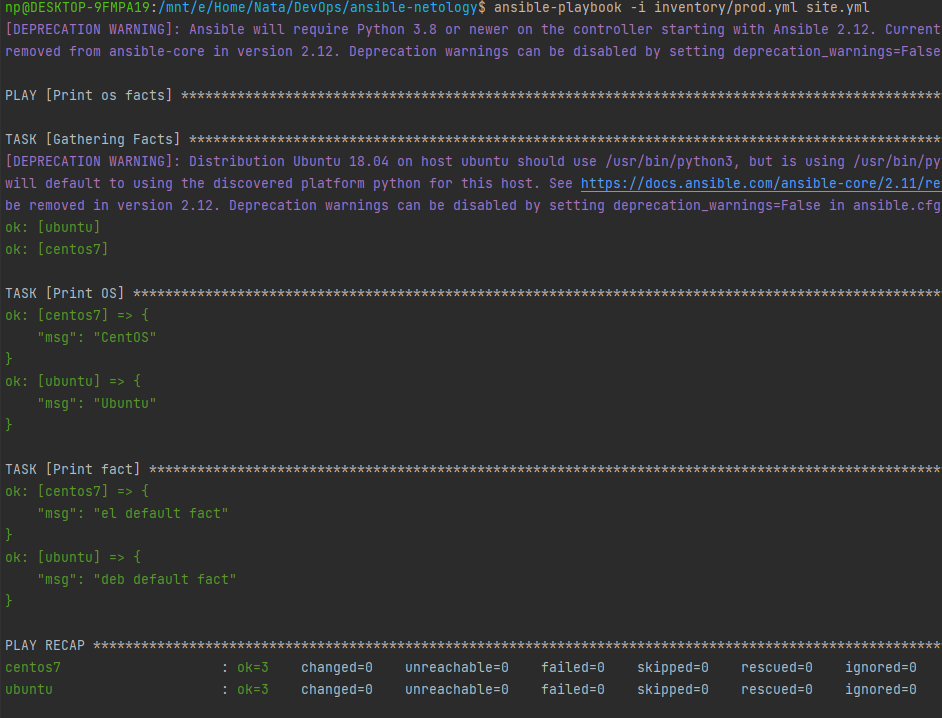 np@DESKTOP-9FMPA19:/mnt/e/Home/Nata/DevOps/ansible-netology$ ansible-playbook -i inventory/prod.yml site.yml
[DEPRECATION WARNING]: Ansible will require Python 3.8 or newer on the controller starting with Ansible 2.12. Current
removed from ansible-core in version 2.12. Deprecation warnings can be disabled by setting deprecation_warnings=False
PLAY [Print os facts] ***********************************************************************************************
TASK [Gathering Facts] **********************************************************************************************
[DEPRECATION WARNING]: Distribution Ubuntu 18.04 on host ubuntu should use /usr/bin/python3, but is using /usr/bin/py
will default to using the discovered platform python for this host. See https://docs.ansible.com/ansible-core/2.11/re
be removed in version 2.12. Deprecation warnings can be disabled by setting deprecation_warnings=False in ansible.cfg
ok: [ubuntu]
ok: [centos7]
TASK [Print OS] *****************************************************************************************************
ok: [centos7] => {
    "msg": "CentOS"
}
ok: [ubuntu] => {
    "msg": "Ubuntu"
}
TASK [Print fact] ***************************************************************************************************
ok: [centos7] => {
    "msg": "el default fact"
}
ok: [ubuntu] => {
    "msg": "deb default fact"
}
PLAY RECAP **********************************************************************************************************
centos7                    : ok=3    changed=0    unreachable=0    failed=0    skipped=0    rescued=0    ignored=0
ubuntu                     : ok=3    changed=0    unreachable=0    failed=0    skipped=0    rescued=0    ignored=0